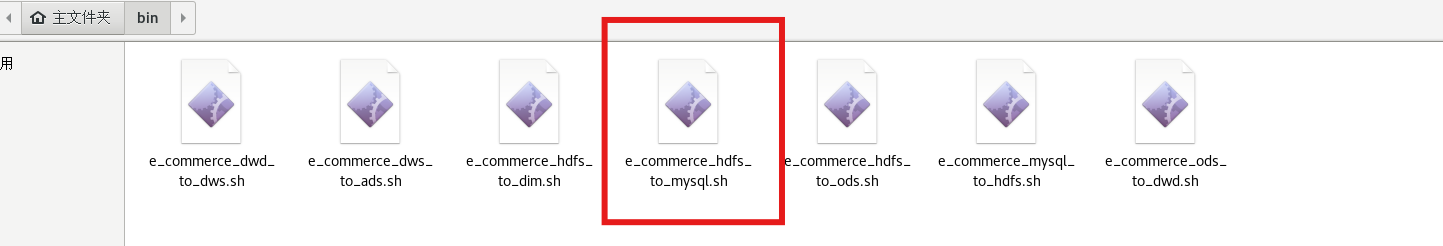 主文件夹
bin
用
e_commerce_dwd_
to_dws.sh
e_commerce_dws_
to_ads.sh
e_commerce_hdfs_
to_dim.sh
e_commerce_hdfs_
to_mysql.sh
e_commerce_hdfs_
to_ods.sh
e_commerce_mysql_
to_hdfs.sh
e_commerce_ods_
to_dwd.sh